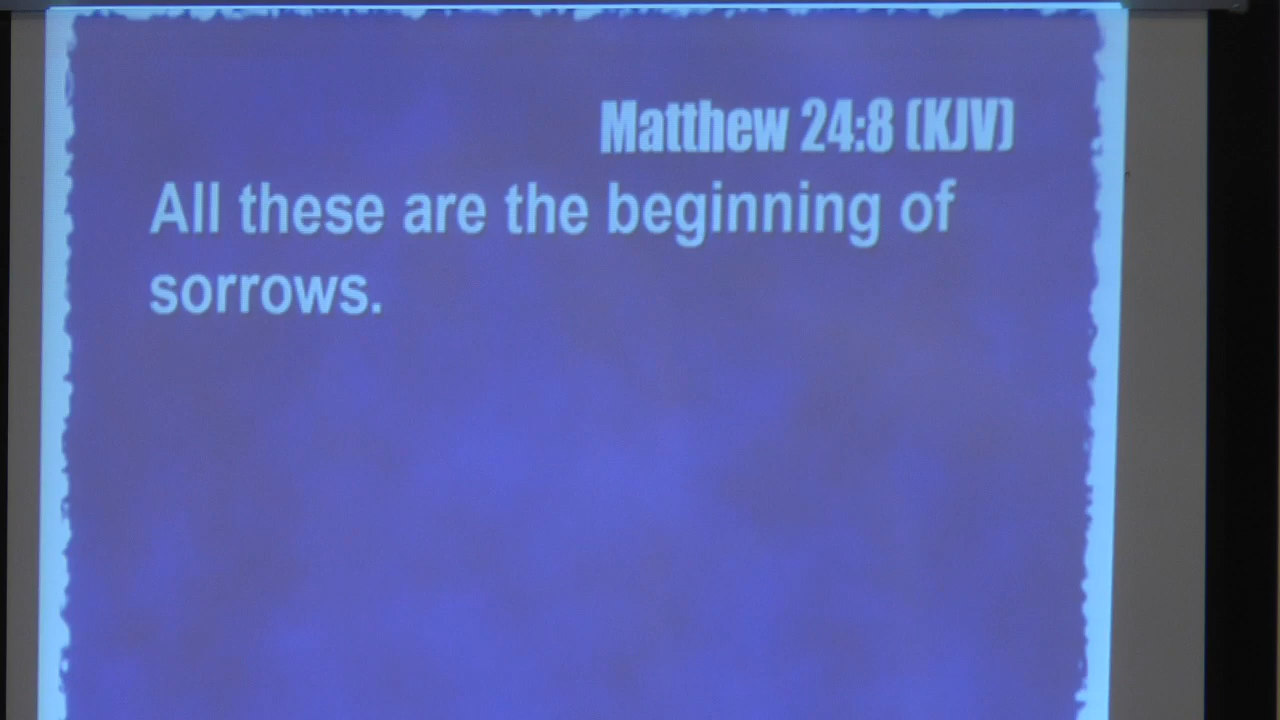 Matthew 24:8 (KJV)
All these are the beginning of
sorrows.